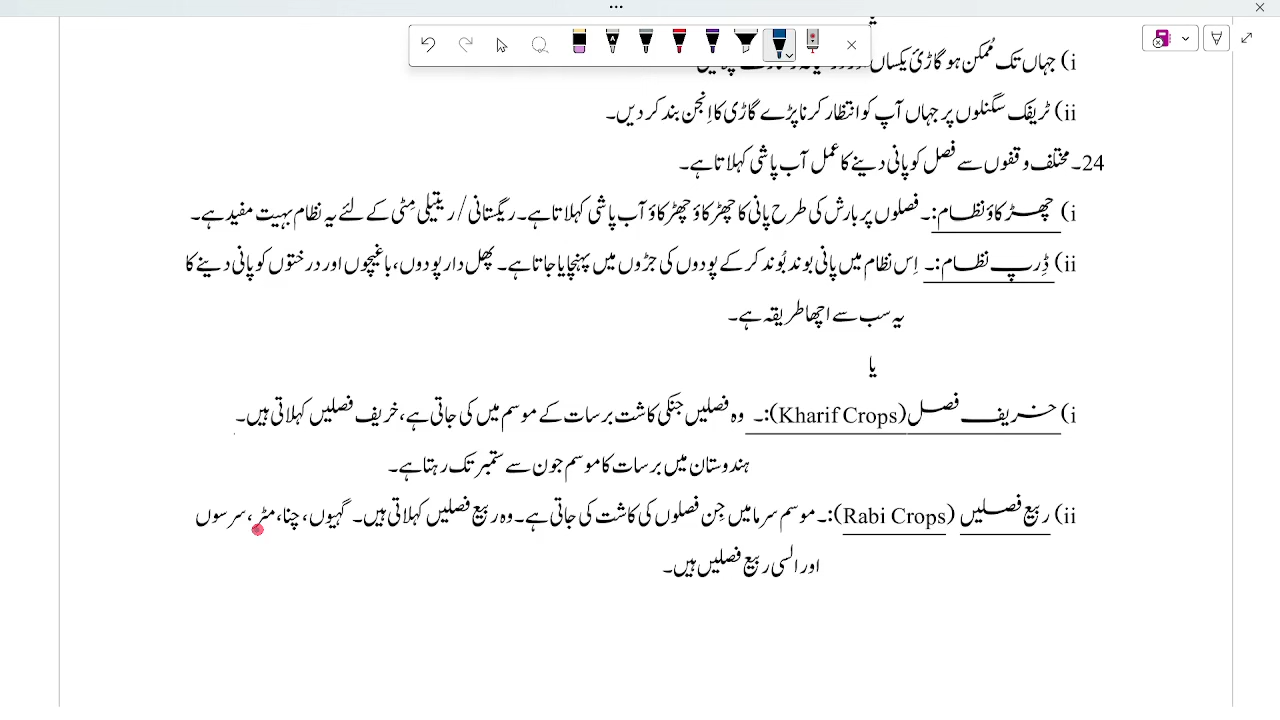 i) جہاں تک مُمکن ہو گاڑی یکساں
ii) ٹریفک سگنلوں پر جہاں آپ کو انتظار کرنا پڑے گاڑی کا اِنجن بند کر دیں۔
24۔ مختلف وقفوں سے فصل کو پانی دینے کا عمل آب پاشی کہلاتا ہے۔
i) چھڑکاؤ نظام:۔ فصلوں پر بارش کی طرح پانی کا چھڑکاؤ چھڑکاؤ آب پاشی کہلاتا ہے۔ ریگستانی / ریتیلی مِٹی کے لئے یہ نظام بہیت مفید ہے۔
ii) ڈِرپ نظام:۔ اِس نظام میں پانی بوند بُوند کر کے پودوں کی جڑوں میں پہنچایا جاتا ہے۔ پھل دار پودوں، باغیچوں اور درختوں کو پانی دینے کا
یہ سب سے اچھا طریقہ ہے۔
یا
i) خریف فصل (Kharif Crops):۔ وہ فصلیں جنکی کاشت برسات کے موسم میں کی جاتی ہے، خریف فصلیں کہلاتی ہیں۔
ہندوستان میں برسات کا موسم جون سے ستمبر تک رہتا ہے۔
ii) ربیع فصلیں (Rabi Crops):۔ موسم سرما میں جِن فصلوں کی کاشت کی جاتی ہے۔ وہ ربیع فصلیں کہلاتی ہیں۔ گہیوں، چنا، مٹر، سرسوں
اور السی ربیع فصلیں ہیں۔